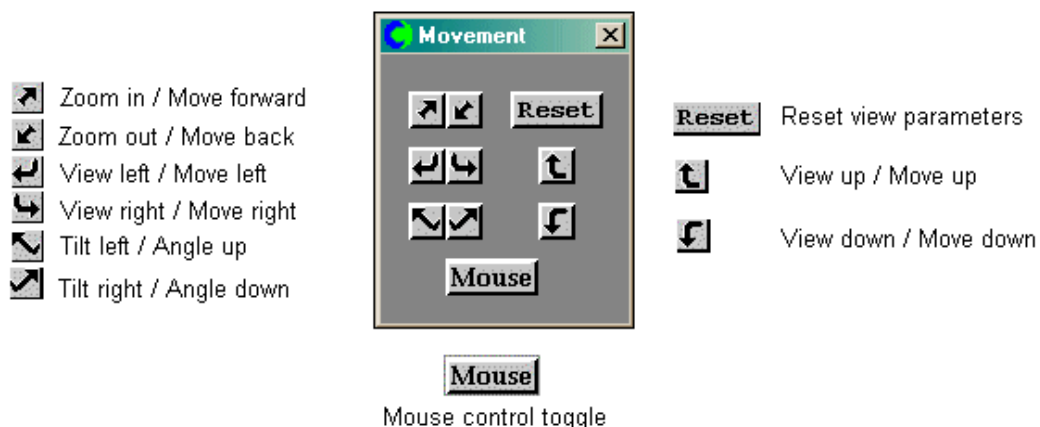 Movement
Zoom in / Move forward
Zoom out / Move back
View left / Move left
View right / Move right
Tilt left / Angle up
Tilt right / Angle down
Reset
Mouse
Reset Reset view parameters
View up / Move up
View down / Move down
Mouse
Mouse control toggle